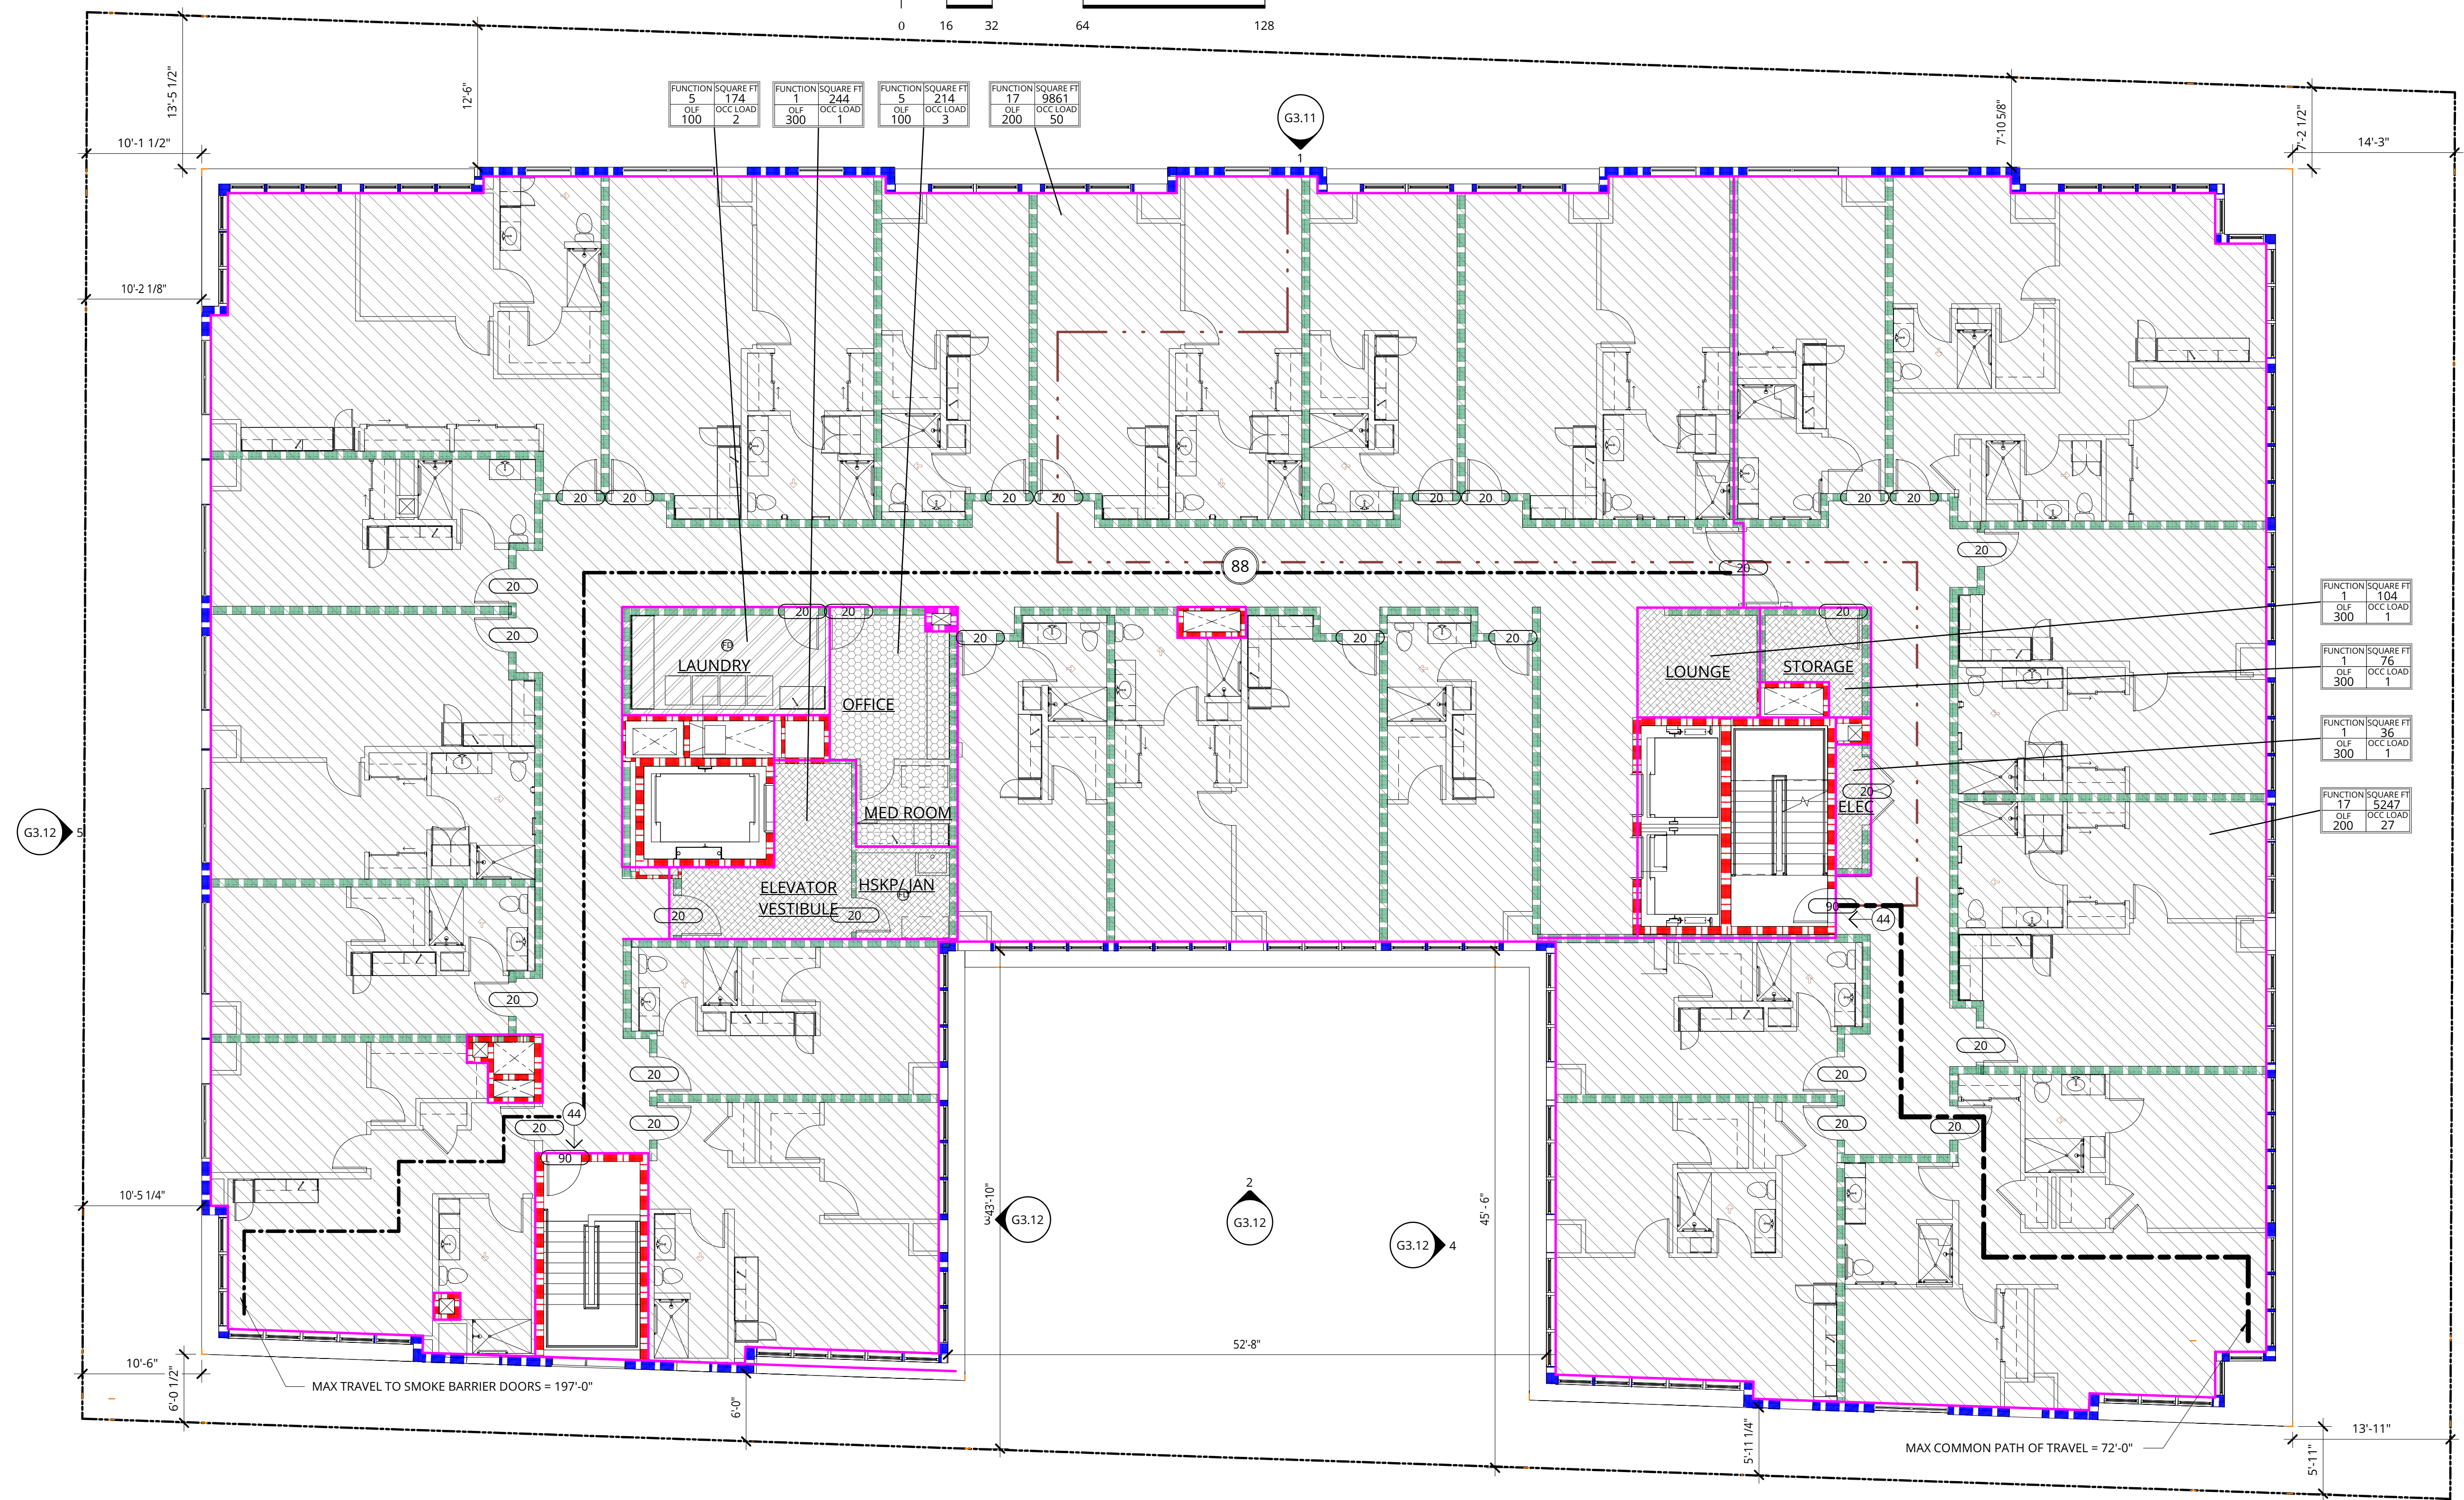 0 16 32 64 128
13'-5 1/2"
12'-6"
10'-1 1/2"
FUNCTION SQUARE FT
5 174
OLF OCC LOAD
100 2
FUNCTION SQUARE FT
1 244
OLF OCC LOAD
300 1
FUNCTION SQUARE FT
5 214
OLF OCC LOAD
100 3
FUNCTION SQUARE FT
17 9861
OLF OCC LOAD
200 50
G3.11
1
7'-10 5/8"
7'-2 1/2"
14'-3"
10'-2 1/8"
20 20 20 20 20 20 20 20
20
88
20
20
20 20
20
20
20
20
20
20
FD
LAUNDRY
OFFICE
MED ROOM
LOUNGE
STORAGE
FUNCTION SQUARE FT
1 104
OLF OCC LOAD
300 1
FUNCTION SQUARE FT
1 76
OLF OCC LOAD
300 1
FUNCTION SQUARE FT
1 36
OLF OCC LOAD
300 1
FUNCTION SQUARE FT
17 5247
OLF OCC LOAD
200 27
20
ELEC
G3.12
5
ELEVATOR
VESTIBULE
HSKP/ JAN
FD
20
20
90
44
20
20
20
20
20
44
20
20
20
20
90
10'-5 1/4"
43'-10"
3
G3.12
2
G3.12
G3.12
4
45' - 6"
52'-8"
10'-6"
6'-0 1/2"
MAX TRAVEL TO SMOKE BARRIER DOORS = 197'-0"
6'-0"
5'-11 1/4"
MAX COMMON PATH OF TRAVEL = 72'-0"
13'-11"
5'-11"